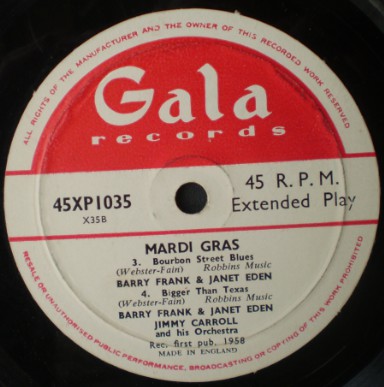 ALL RIGHTS OF THE MANUFACTURER AND THE OWNER OF THIS RECORDED WORK RESERVED
Gala
records
45XP1035
X35B
45 R. P. M.
Extended Play
MARDI GRAS
3. Bourbon Street Blues
(Webster-Fain) Robbins Music
BARRY FRANK & JANET EDEN
4. Bigger Than Texas
(Webster-Fain) Robbins Music
BARRY FRANK & JANET EDEN
JIMMY CARROLL
and his Orchestra
Rec. first pub. 1958
MADE IN ENGLAND
RESALE OR UNAUTHORISED PUBLIC PERFORMANCE, BROADCASTING OR COPYING OF THIS WORK PROHIBITED